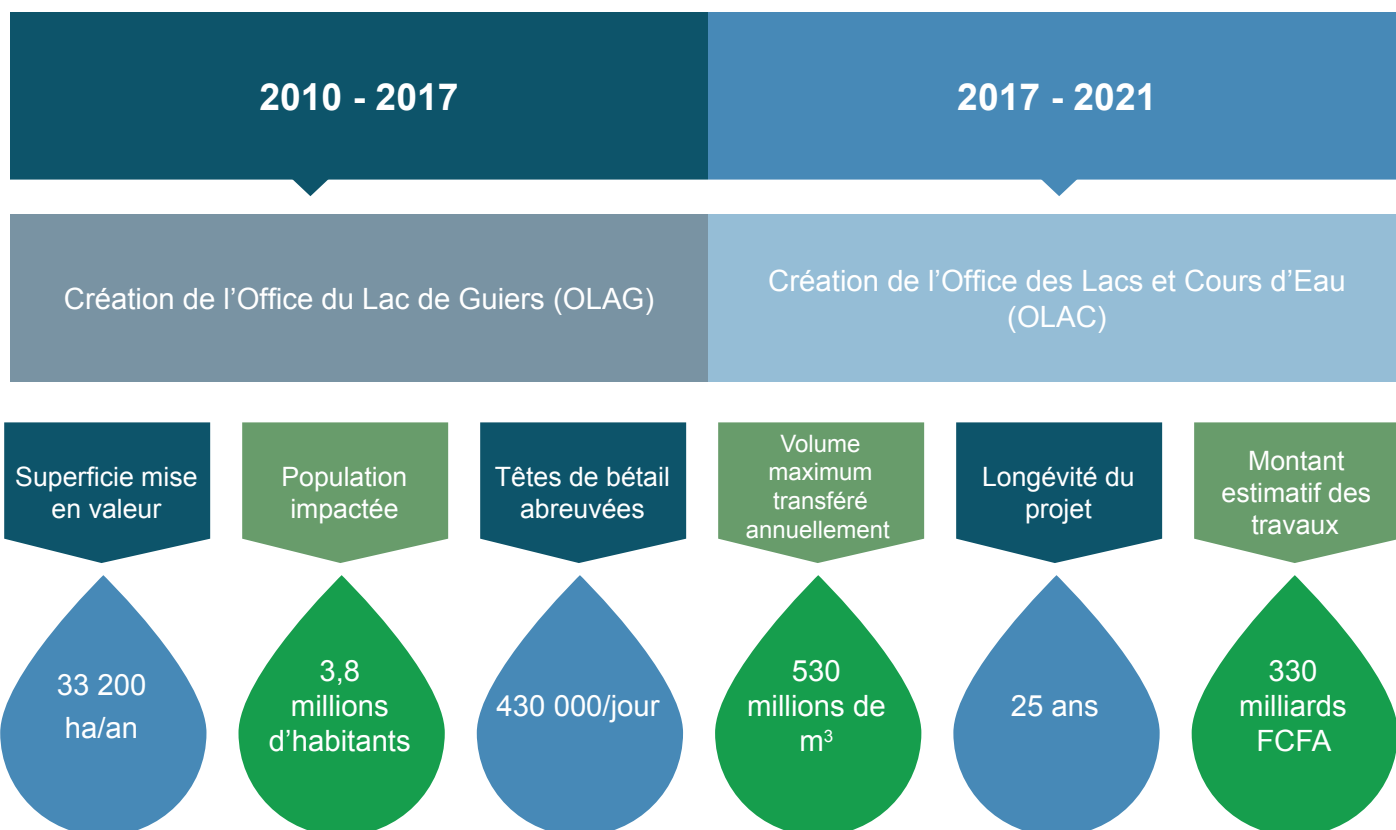 2010 - 2017
2017 - 2021
Création de l’Office du Lac de Guiers (OLAG)
Création de l’Office des Lacs et Cours d’Eau
(OLAC)
Superficie mise
en valeur
Population
impactée
Têtes de bétail
abreuvées
Volume
maximum
transféré
annuellement
Longévité du
projet
Montant
estimatif des
travaux
33 200
ha/an
3,8
millions
d’habitants
430 000/jour
530
millions de
m³
25 ans
330
milliards
FCFA